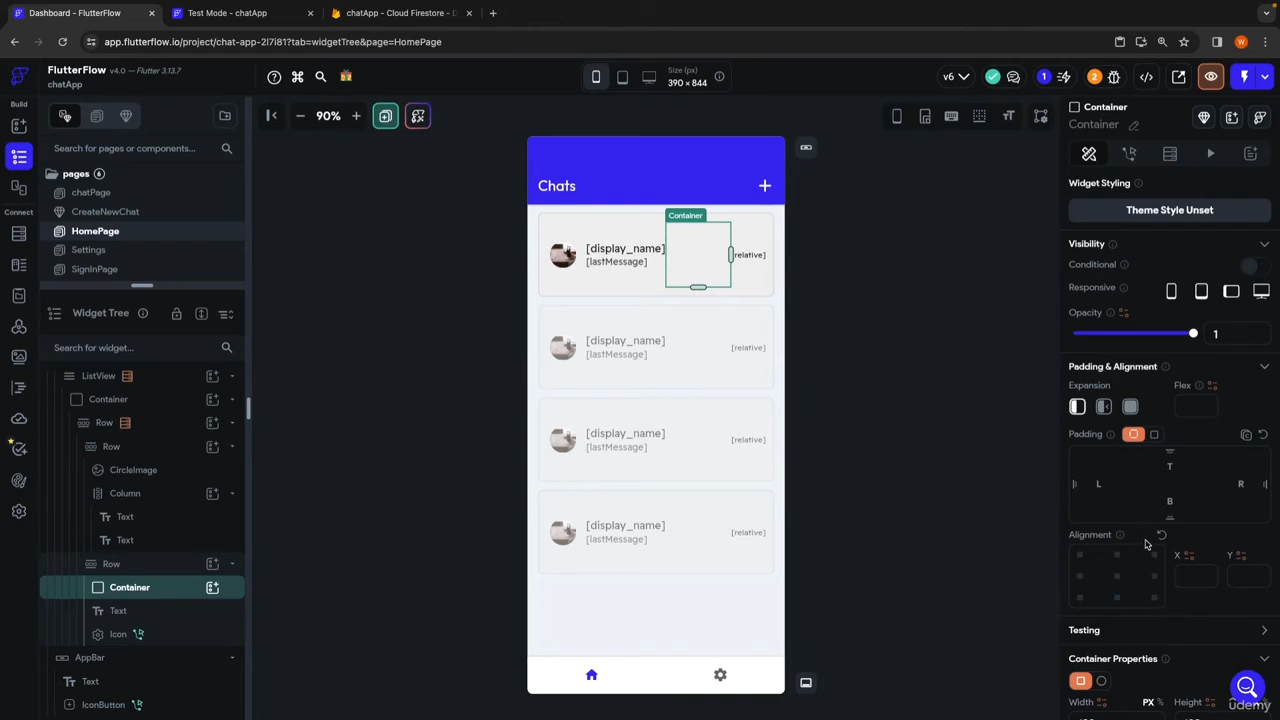 Dashboard - FlutterFlow
Test Mode - chatApp
chatApp - Cloud Firestore - D
app.flutterflow.io/project/chat-app-2l7i81?tab=widgetTree&page=HomePage
FlutterFlow v4.0 - Flutter 3.13.7
chatApp
Size (px)
390 × 844
v6
1
2
Build
Connect
90%
Search for pages or components...
pages
chatPage
CreateNewChat
HomePage
Settings
SignInPage
Widget Tree
Search for widget...
ListView
Container
Row
Row
CircleImage
Column
Text
Text
Row
Container
Text
Icon
AppBar
Text
IconButton
Chats
Container
[display_name]
[lastMessage]
relative]
[display_name]
[lastMessage]
[relative]
[display_name]
[lastMessage]
[relative]
[display_name]
[lastMessage]
[relative]
Container
Container
Widget Styling
Theme Style Unset
Visibility
Conditional
Responsive
Opacity
1
Padding & Alignment
Expansion
Flex
Padding
T
L
R
B
Alignment
X
Y
Testing
Container Properties
Width
PX
%
Height
udemy